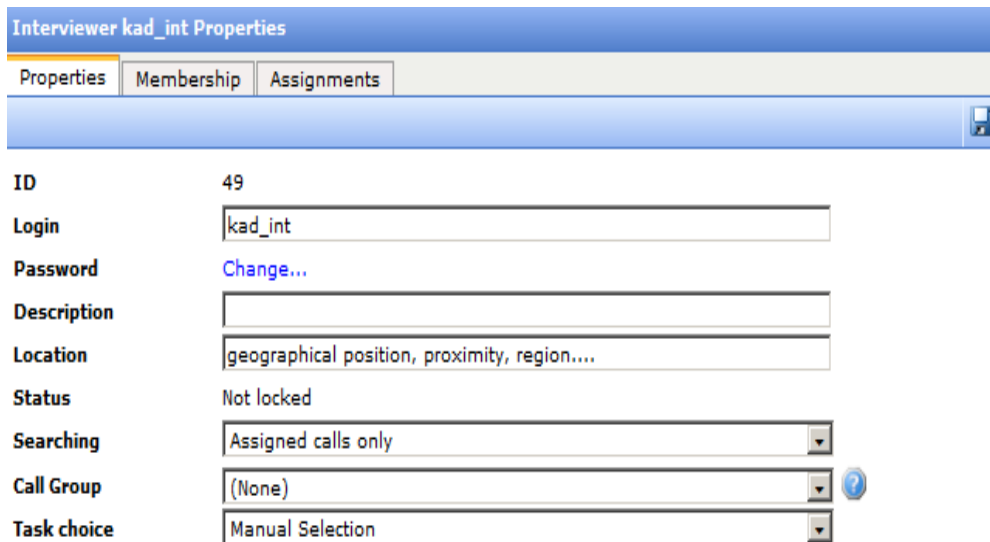 Interviewer kad_int Properties
Properties Membership Assignments
ID 49
Login kad_int
Password Change...
Description
Location geographical position, proximity, region....
Status Not locked
Searching Assigned calls only
Call Group (None) ?
Task choice Manual Selection